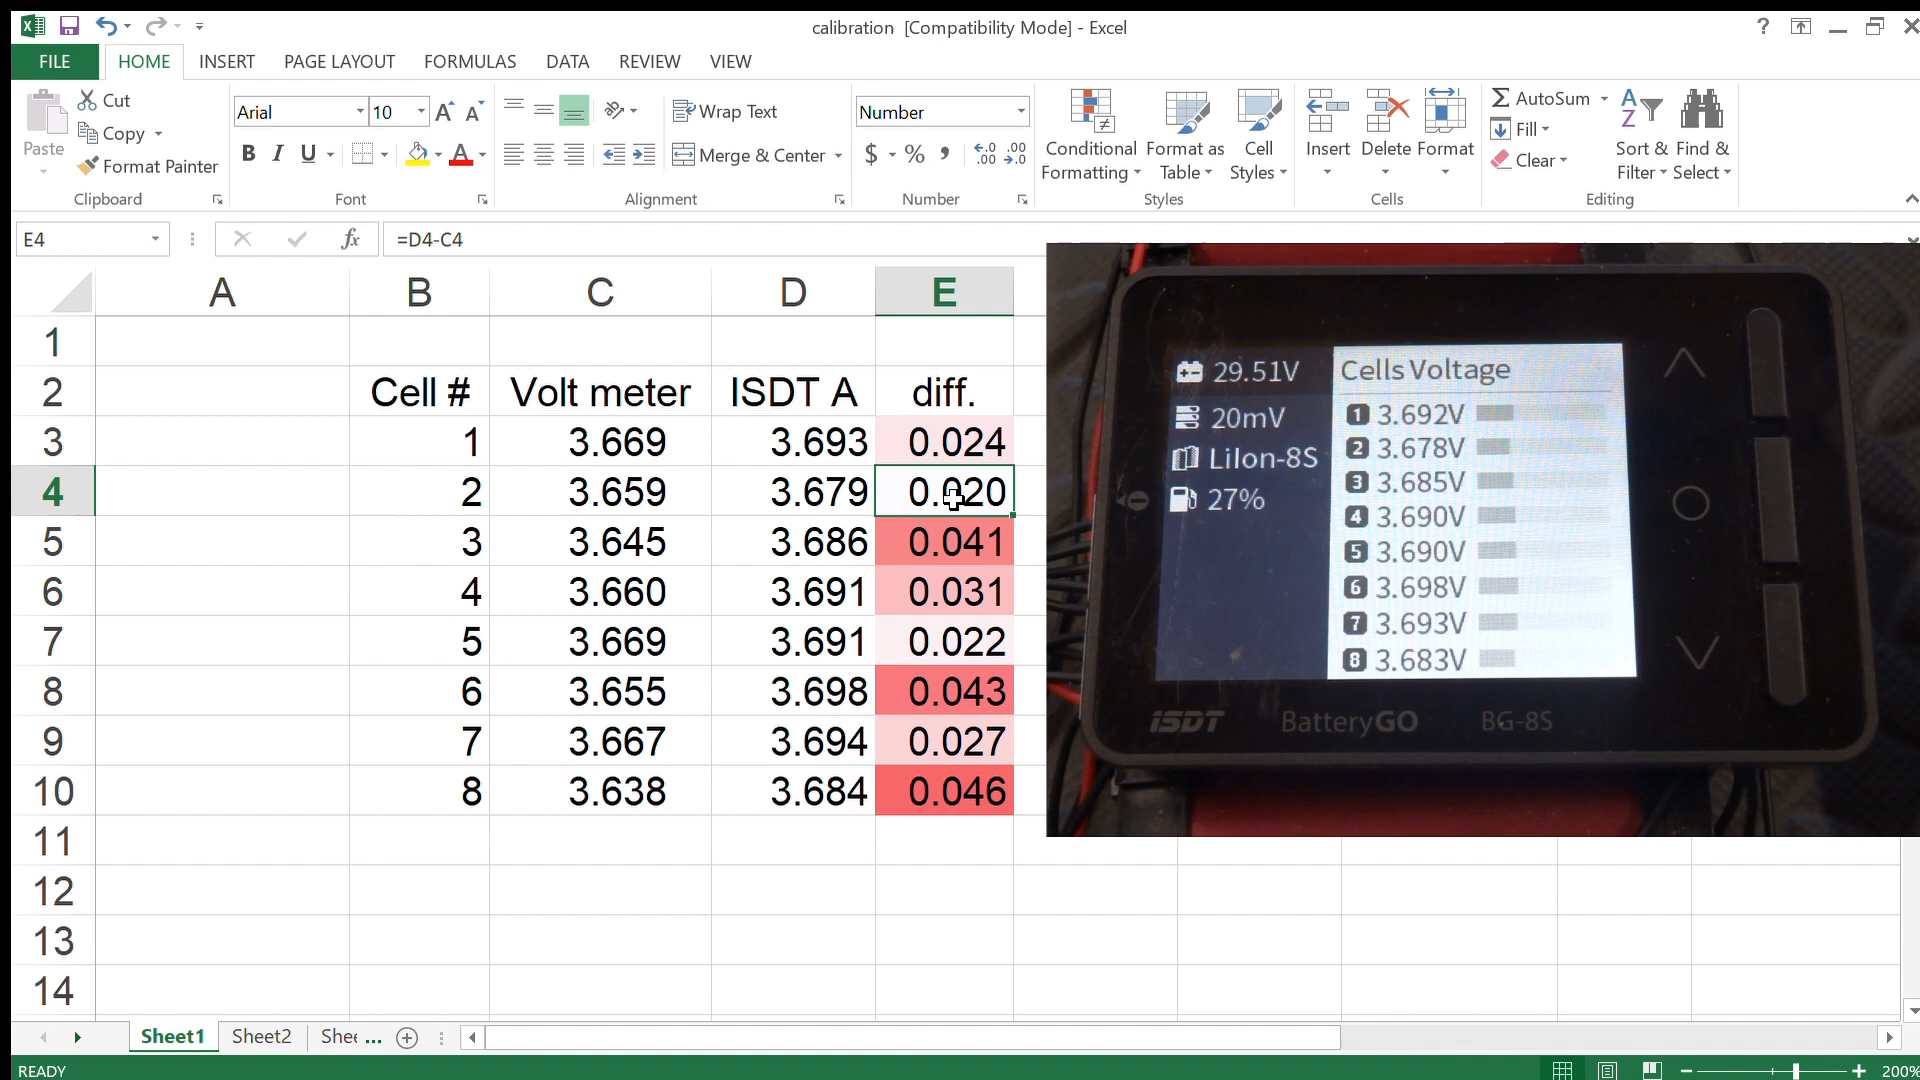 calibration [Compatibility Mode] - Excel
?
FILE HOME INSERT PAGE LAYOUT FORMULAS DATA REVIEW VIEW
Paste
Cut
Copy
Format Painter
Clipboard
Arial 10
B I U
Font
Wrap Text
Merge & Center
Alignment
Number
$ % ,
Number
Conditional Formatting
Format as Table
Cell Styles
Styles
Insert Delete Format
Cells
AutoSum
Fill
Clear
Sort & Filter
Find & Select
Editing
E4 fx =D4-C4
A B C D E
1
2 Cell # Volt meter ISDT A diff.
3 1 3.669 3.693 0.024
4 2 3.659 3.679 0.020
5 3 3.645 3.686 0.041
6 4 3.660 3.691 0.031
7 5 3.669 3.691 0.022
8 6 3.655 3.698 0.043
9 7 3.667 3.694 0.027
10 8 3.638 3.684 0.046
11
12
13
14
29.51V
20mV
LiIon-8S
27%
Cells Voltage
1 3.692V
2 3.678V
3 3.685V
4 3.690V
5 3.690V
6 3.698V
7 3.693V
8 3.683V
ISDT BatteryGO BG-8S
Sheet1 Sheet2 Shee ...
READY
200%